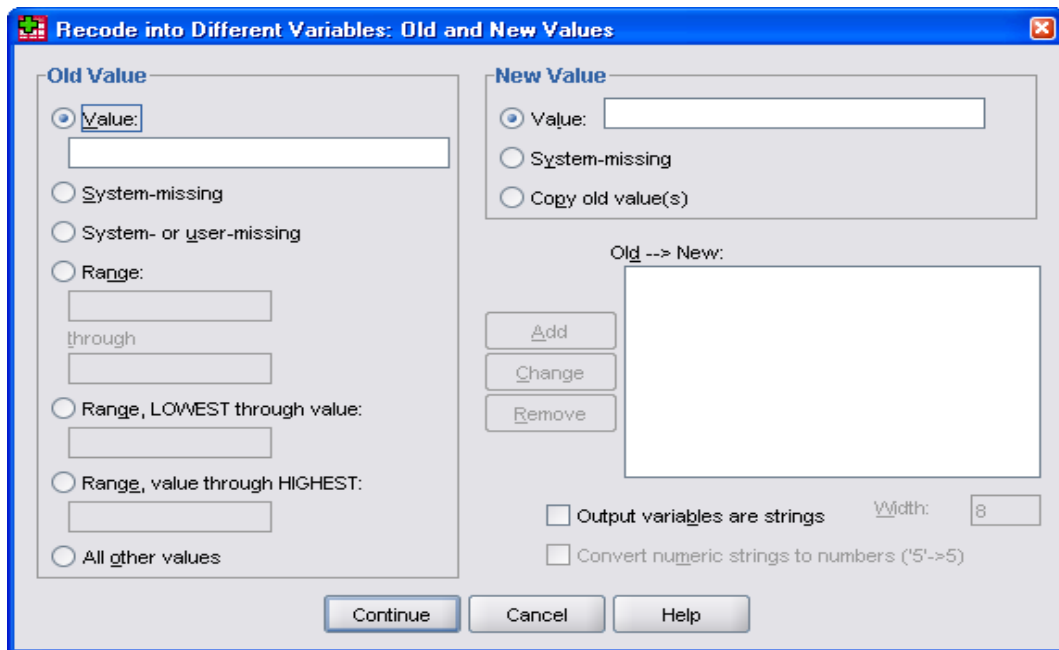 Recode into Different Variables: Old and New Values
Old Value
Value:
System-missing
System- or user-missing
Range:
through
Range, LOWEST through value:
Range, value through HIGHEST:
All other values
New Value
Value:
System-missing
Copy old value(s)
Old --> New:
Add
Change
Remove
Output variables are strings Width: 8
Convert numeric strings to numbers ('5'->5)
Continue Cancel Help